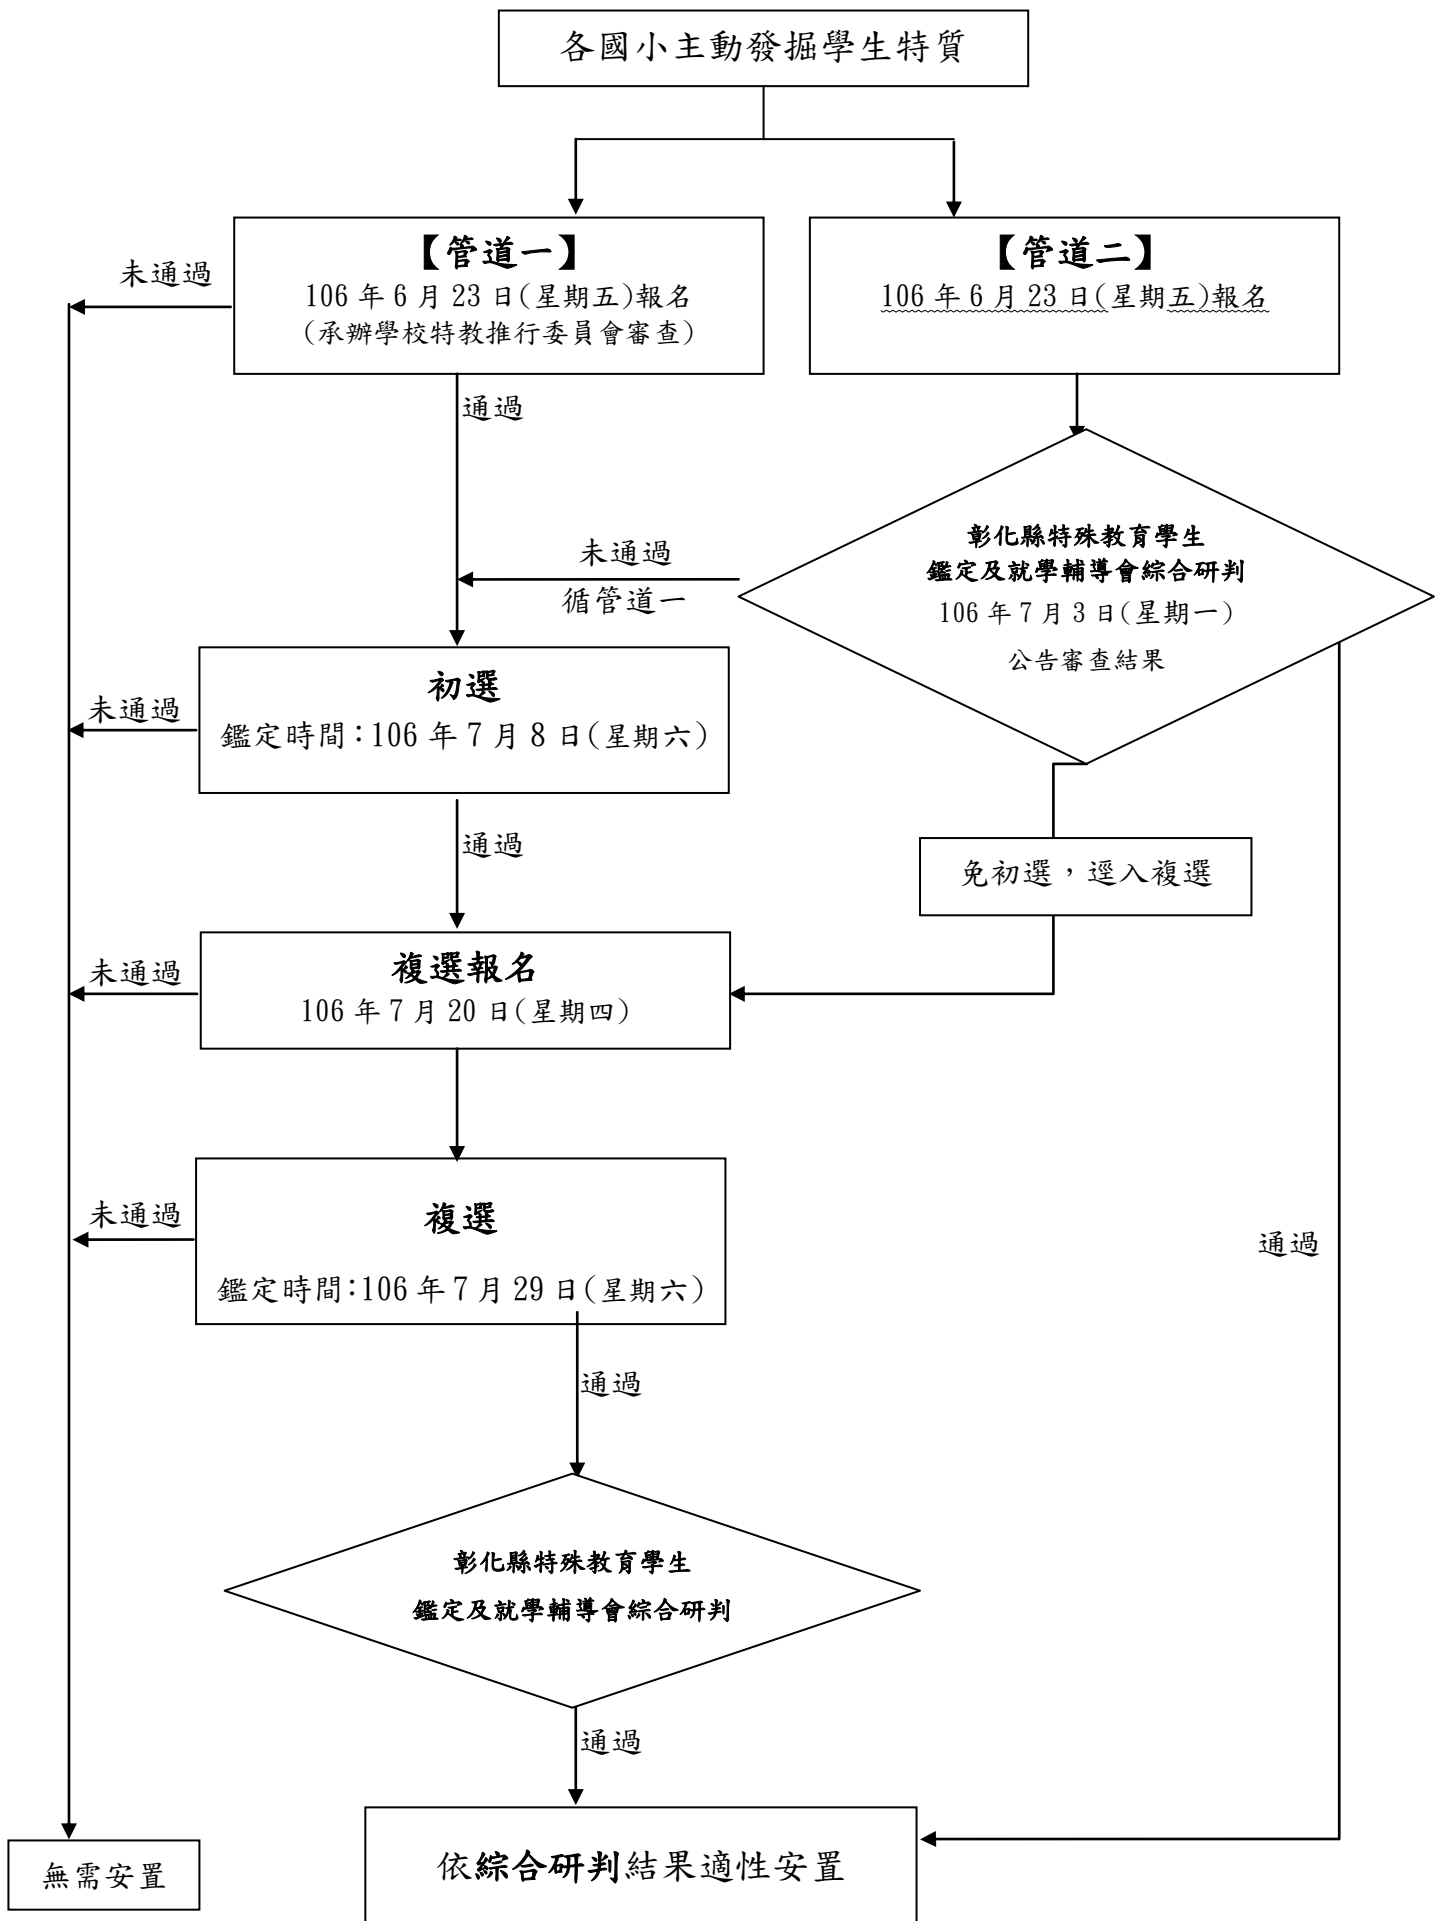 各國小主動發掘學生特質
【管道一】
106 年 6 月 23 日(星期五)報名
(承辦學校特教推行委員會審查)
【管道二】
106 年 6 月 23 日(星期五)報名
未通過
通過
彰化縣特殊教育學生
鑑定及就學輔導會綜合研判
106 年 7 月 3 日(星期一)
公告審查結果
未通過
循管道一
初選
鑑定時間：106 年 7 月 8 日(星期六)
未通過
通過
免初選，逕入複選
複選報名
106 年 7 月 20 日(星期四)
未通過
複選
鑑定時間：106 年 7 月 29 日(星期六)
未通過
通過
通過
彰化縣特殊教育學生
鑑定及就學輔導會綜合研判
通過
無需安置
依綜合研判結果適性安置